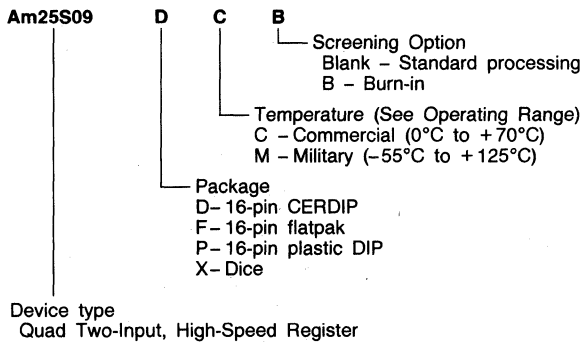 Am25S09 D C B
Screening Option
Blank – Standard processing
B – Burn-in
Temperature (See Operating Range)
C – Commercial (0°C to +70°C)
M – Military (–55°C to +125°C)
Package
D– 16-pin CERDIP
F – 16-pin flatpak
P – 16-pin plastic DIP
X – Dice
Device type
Quad Two-Input, High-Speed Register